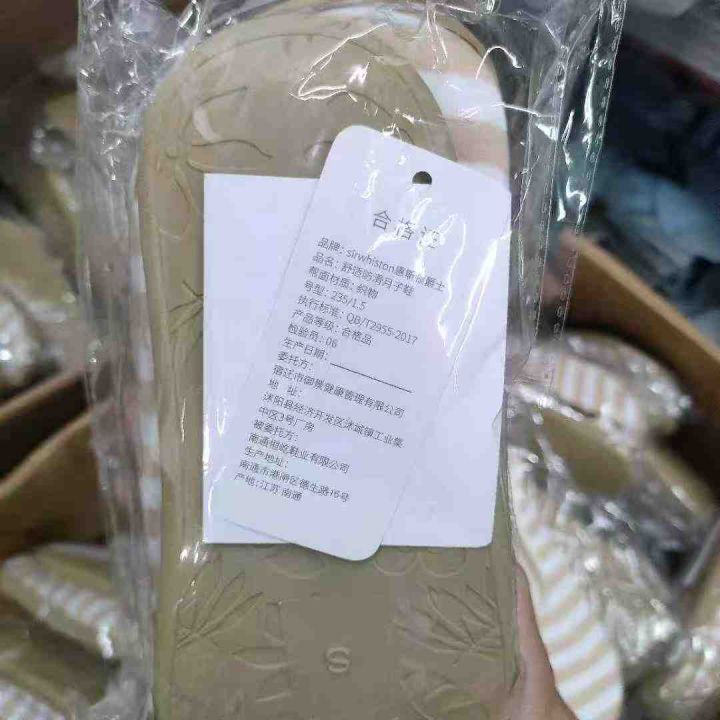 合格证
品牌：sirwhiston惠斯顿爵士
品名：舒适防滑月子鞋
帮面材质：织物
号型：235/1.5
执行标准：QB/T2955-2017
产品等级：合格品
检验员：06
生产日期：
委托方：
宿迁市御景健康管理有限公司
地 址：
沭阳县经济开发区沭城镇工业集
中区3号厂房
被委托方：
南通坦屹鞋业有限公司
生产地址：
南通市港闸区德生路16号
产地：江苏 南通
S